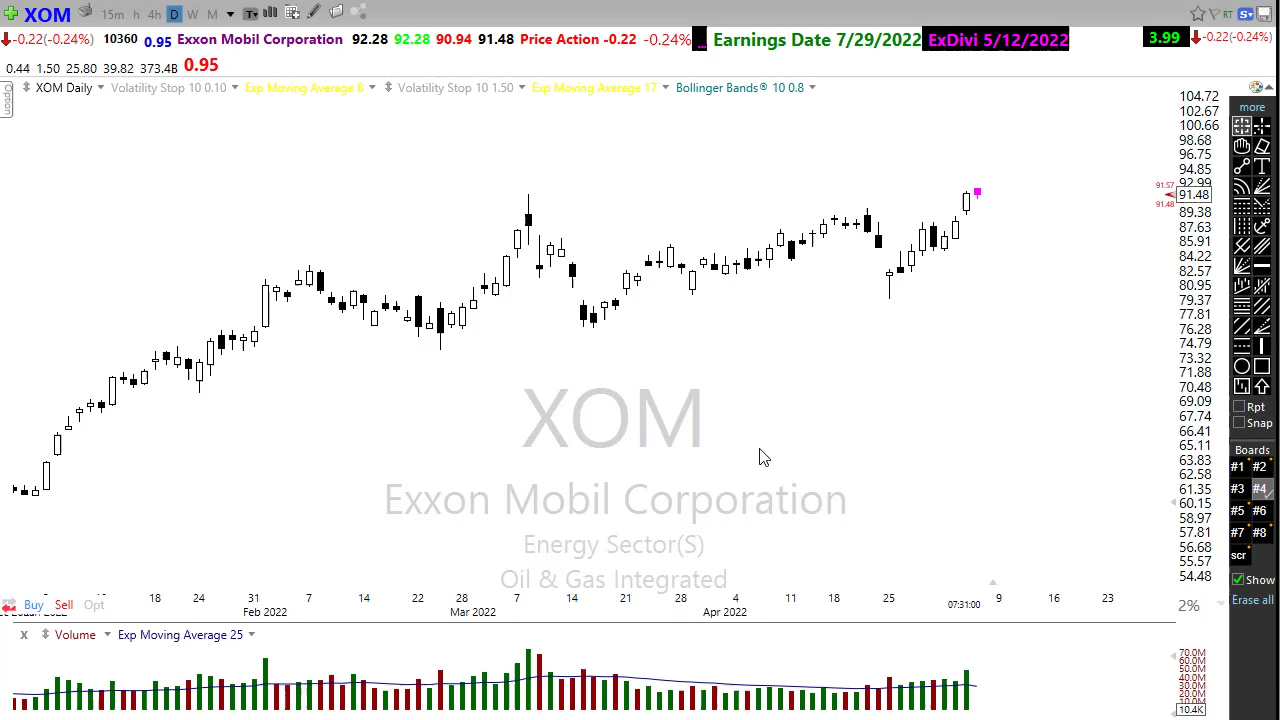 XOM 15m h 4h D W M T RT S
-0.22(-0.24%) 10360 0.95 Exxon Mobil Corporation 92.28 92.28 90.94 91.48 Price Action -0.22 -0.24% ... Earnings Date 7/29/2022 ExDivi 5/12/2022 3.99 -0.22(-0.24%)
0.44 1.50 25.80 39.82 373.4B 0.95
Option
XOM Daily Volatility Stop 10 0.10 Exp Moving Average 8 Volatility Stop 10 1.50 Exp Moving Average 17 Bollinger Bands® 10 0.8
104.72
102.67
100.66
98.68
96.75
94.85
92.99
91.57
91.48
91.48
89.38
87.63
85.91
84.22
82.57
80.95
79.37
77.81
76.28
74.79
73.32
71.88
70.48
69.09
67.74
66.41
65.11
63.83
62.58
61.35
60.15
58.97
57.81
56.68
55.57
54.48
more
Rpt
Snap
Boards
#1 #2
#3 #4
#5 #6
#7 #8
scr
Show
Erase all
XOM
Exxon Mobil Corporation
Energy Sector(S)
Oil & Gas Integrated
18 24 7 14 22 28 7 14 21 28 4 11 18 25 07:31:00 9 16 23
Buy Sell Opt
2022 Feb 2022 Mar 2022 Apr 2022
2%
X Volume Exp Moving Average 25
70.0M
60.0M
50.0M
40.0M
30.0M
20.0M
10.0M
10.4K